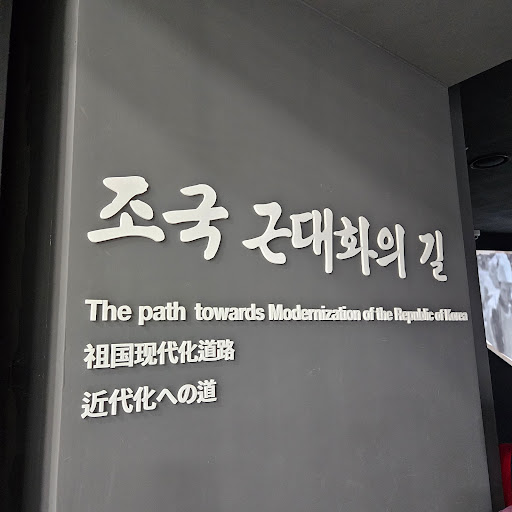 조국 근대화의 길
The path towards Modernization of the Republic of Korea
祖国现代化道路
近代化への道